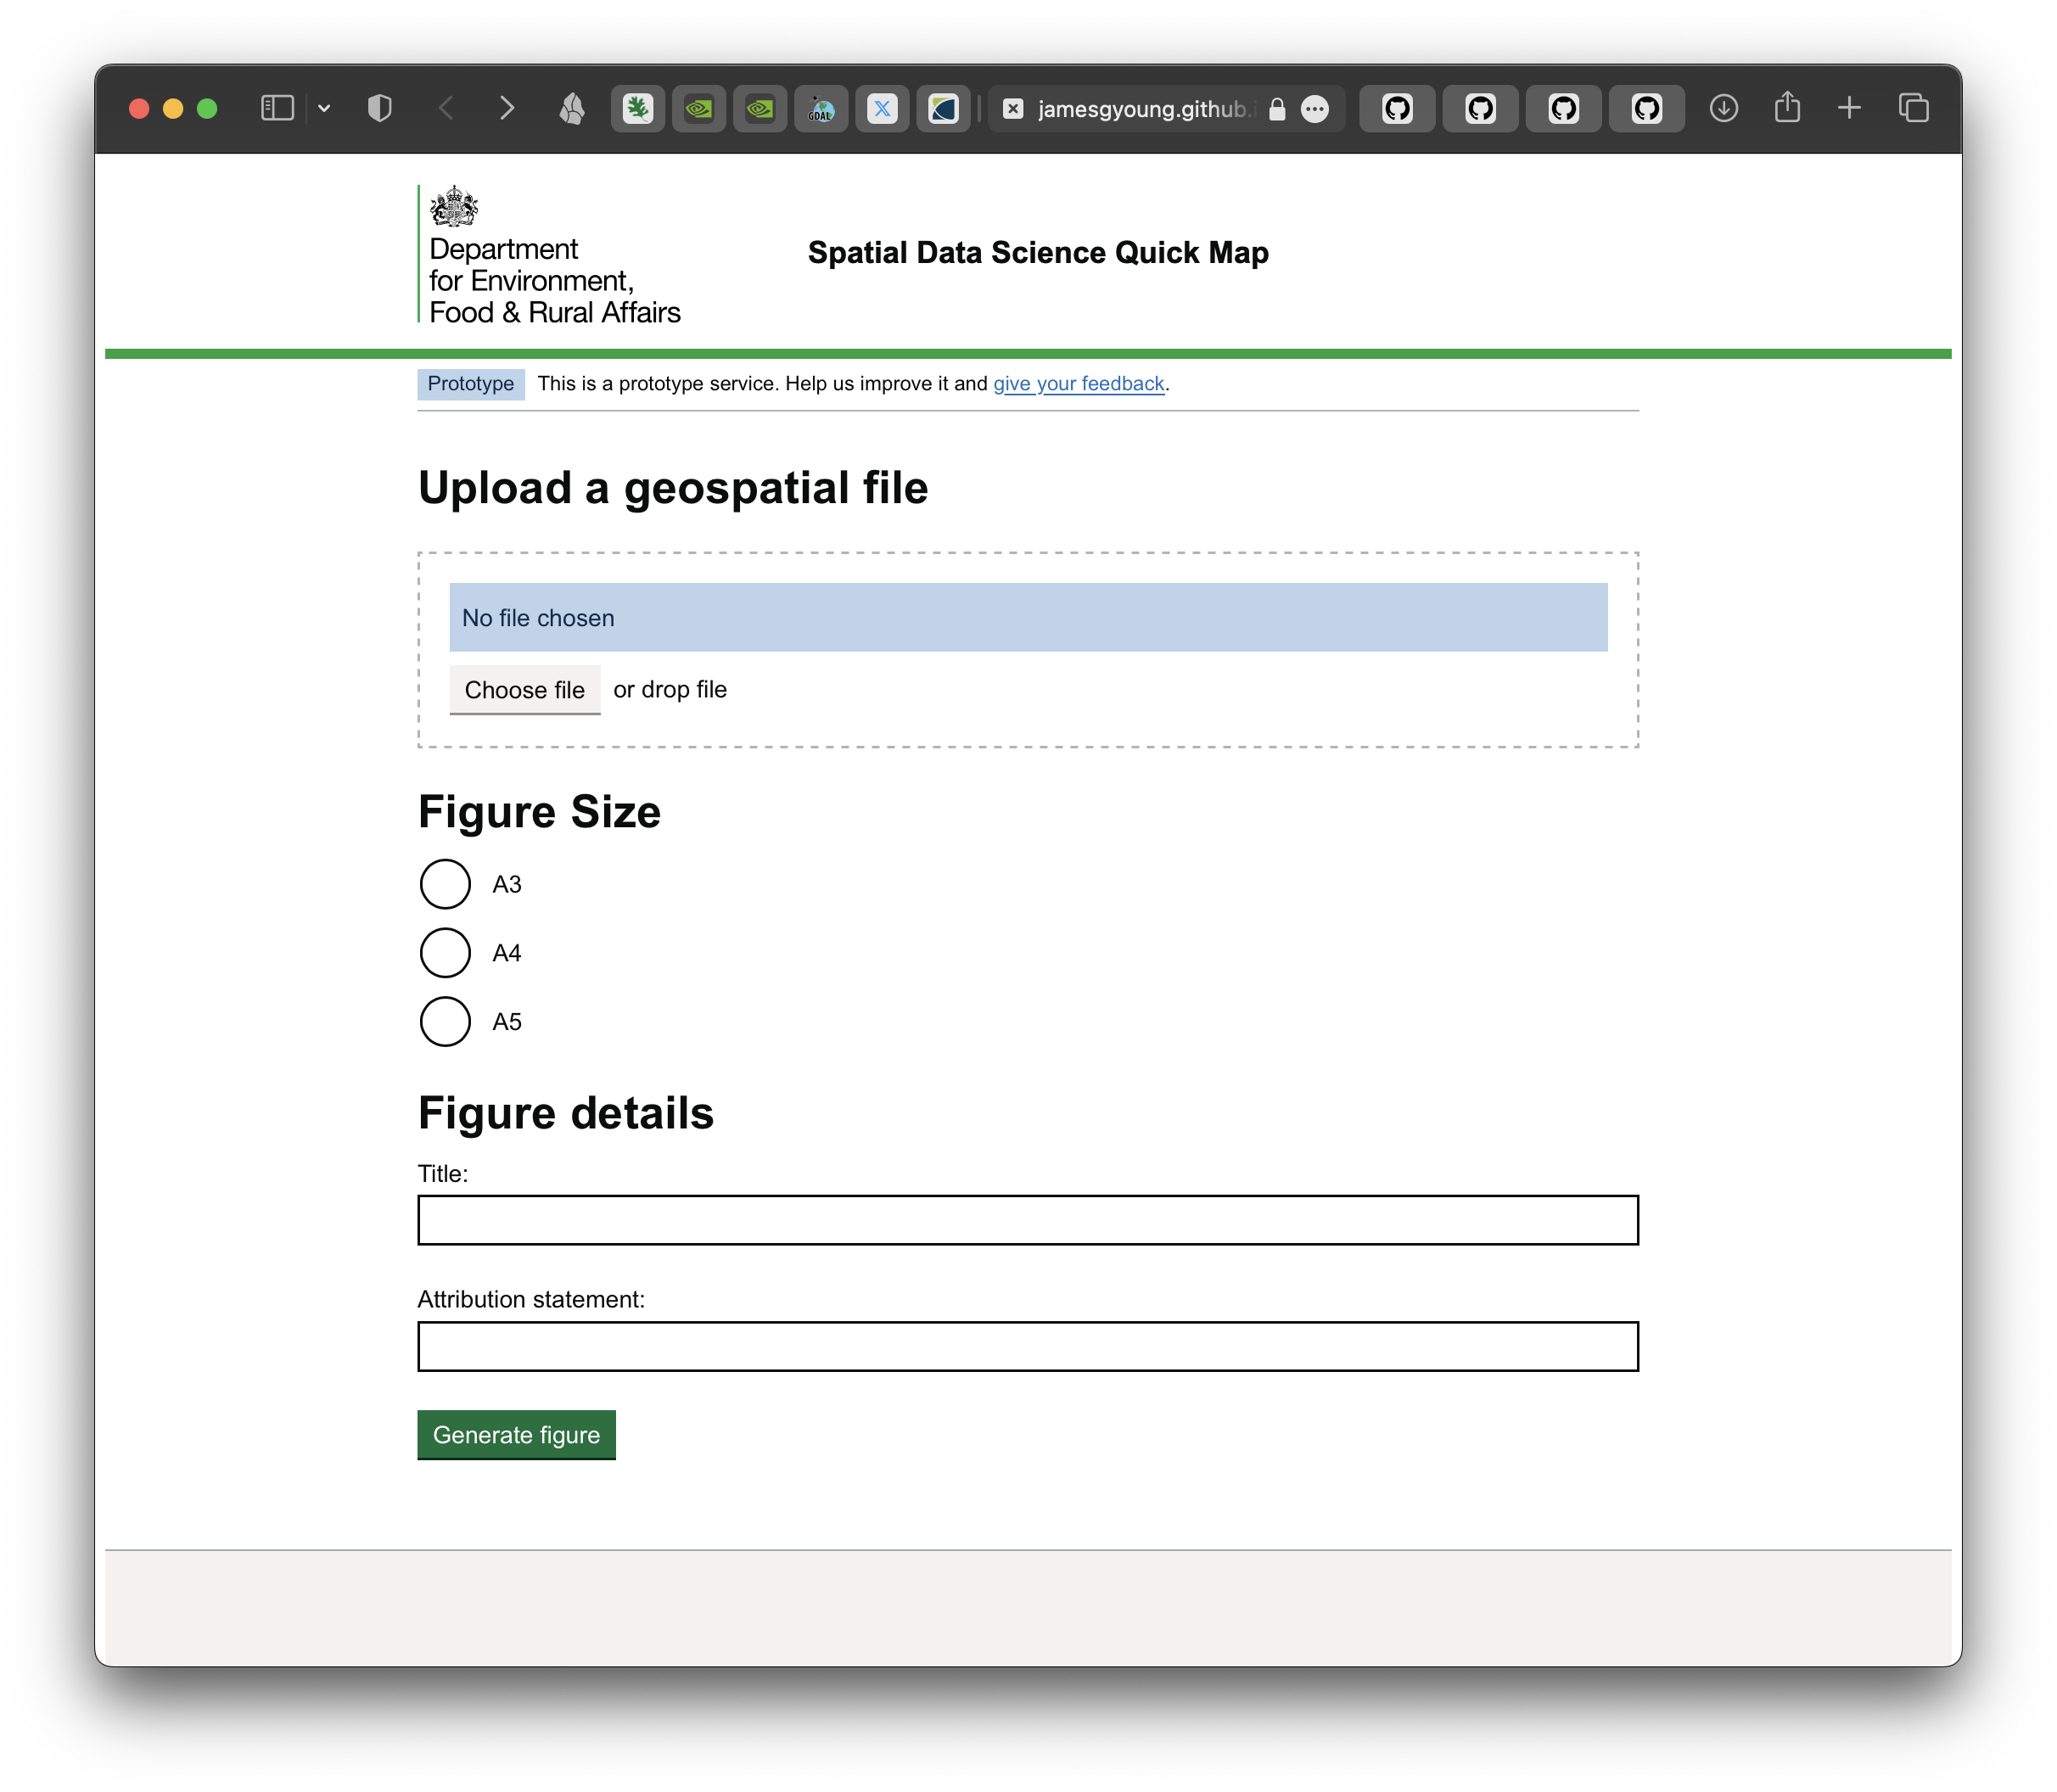 GDAL
jamesgyoung.github.
Department
for Environment,
Food & Rural Affairs
Spatial Data Science Quick Map
Prototype This is a prototype service. Help us improve it and give your feedback.
Upload a geospatial file
No file chosen
Choose file or drop file
Figure Size
A3
A4
A5
Figure details
Title:
Attribution statement:
Generate figure